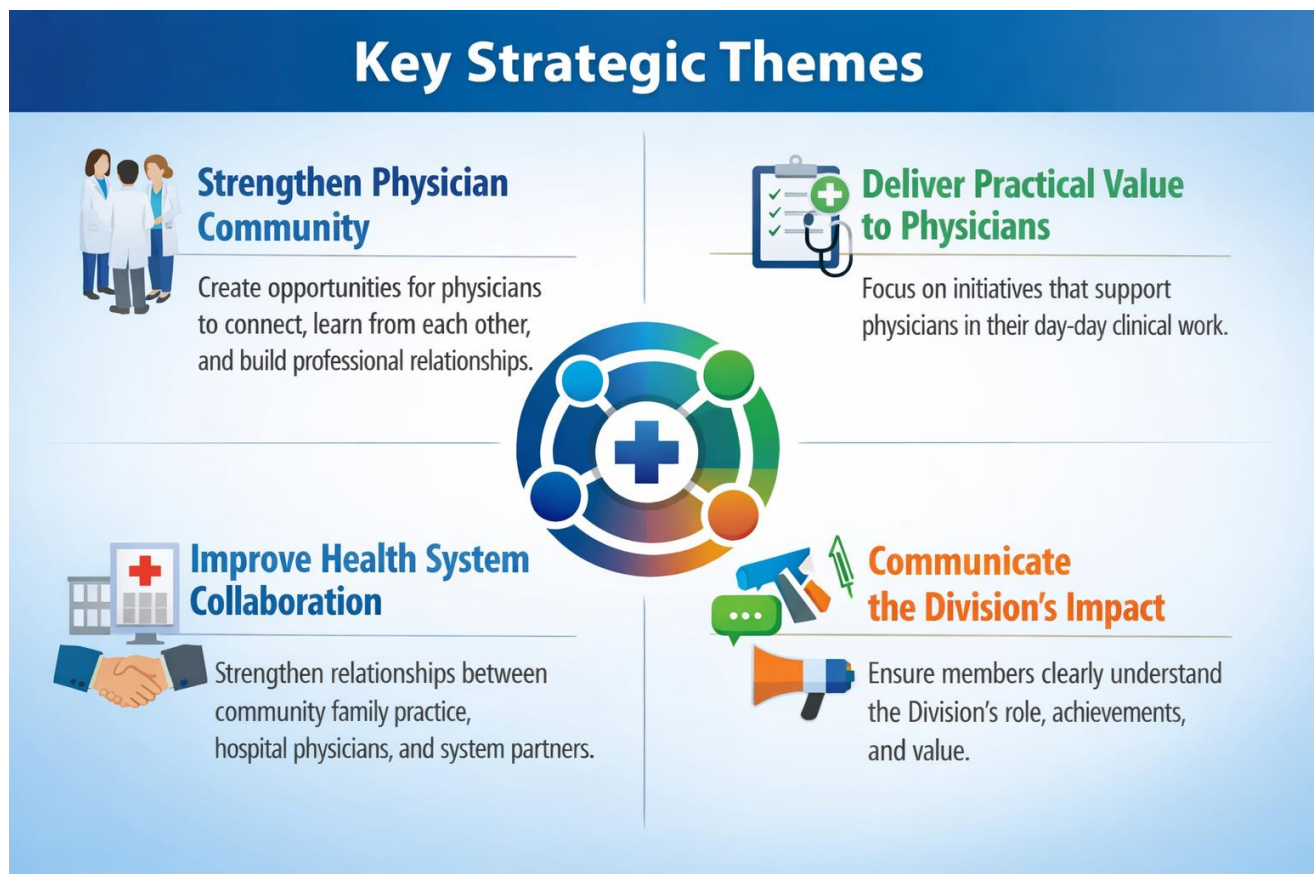 Key Strategic Themes
Strengthen Physician
Community
Create opportunities for physicians
to connect, learn from each other,
and build professional relationships.
Deliver Practical Value
to Physicians
Focus on initiatives that support
physicians in their day-day clinical work.
Improve Health System
Collaboration
Strengthen relationships between
community family practice,
hospital physicians, and system partners.
Communicate
the Division's Impact
Ensure members clearly understand
the Division's role, achievements,
and value.